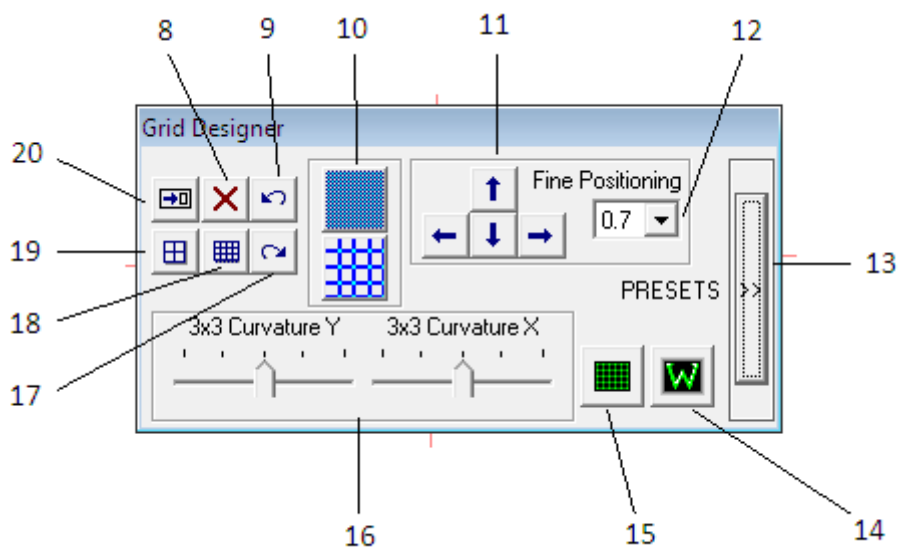 8 9 10 11 12
Grid Designer
20
Fine Positioning
0.7
19
13
PRESETS >>
18
3x3 Curvature Y 3x3 Curvature X
17
W
16 15 14